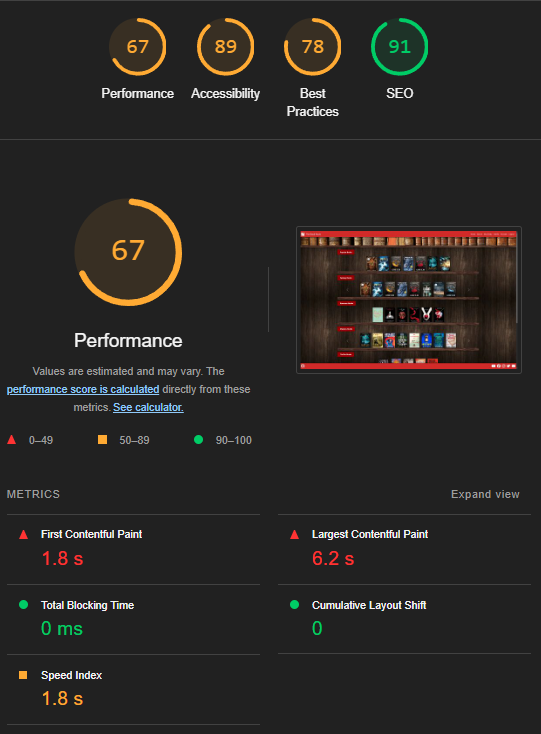 67
89
78
91
Performance
Accessibility
Best
Practices
SEO
67
Performance
Values are estimated and may vary. The
performance score is calculated directly from these
metrics. See calculator.
0–49
50–89
90–100
METRICS
Expand view
First Contentful Paint
1.8 s
Largest Contentful Paint
6.2 s
Total Blocking Time
0 ms
Cumulative Layout Shift
0
Speed Index
1.8 s